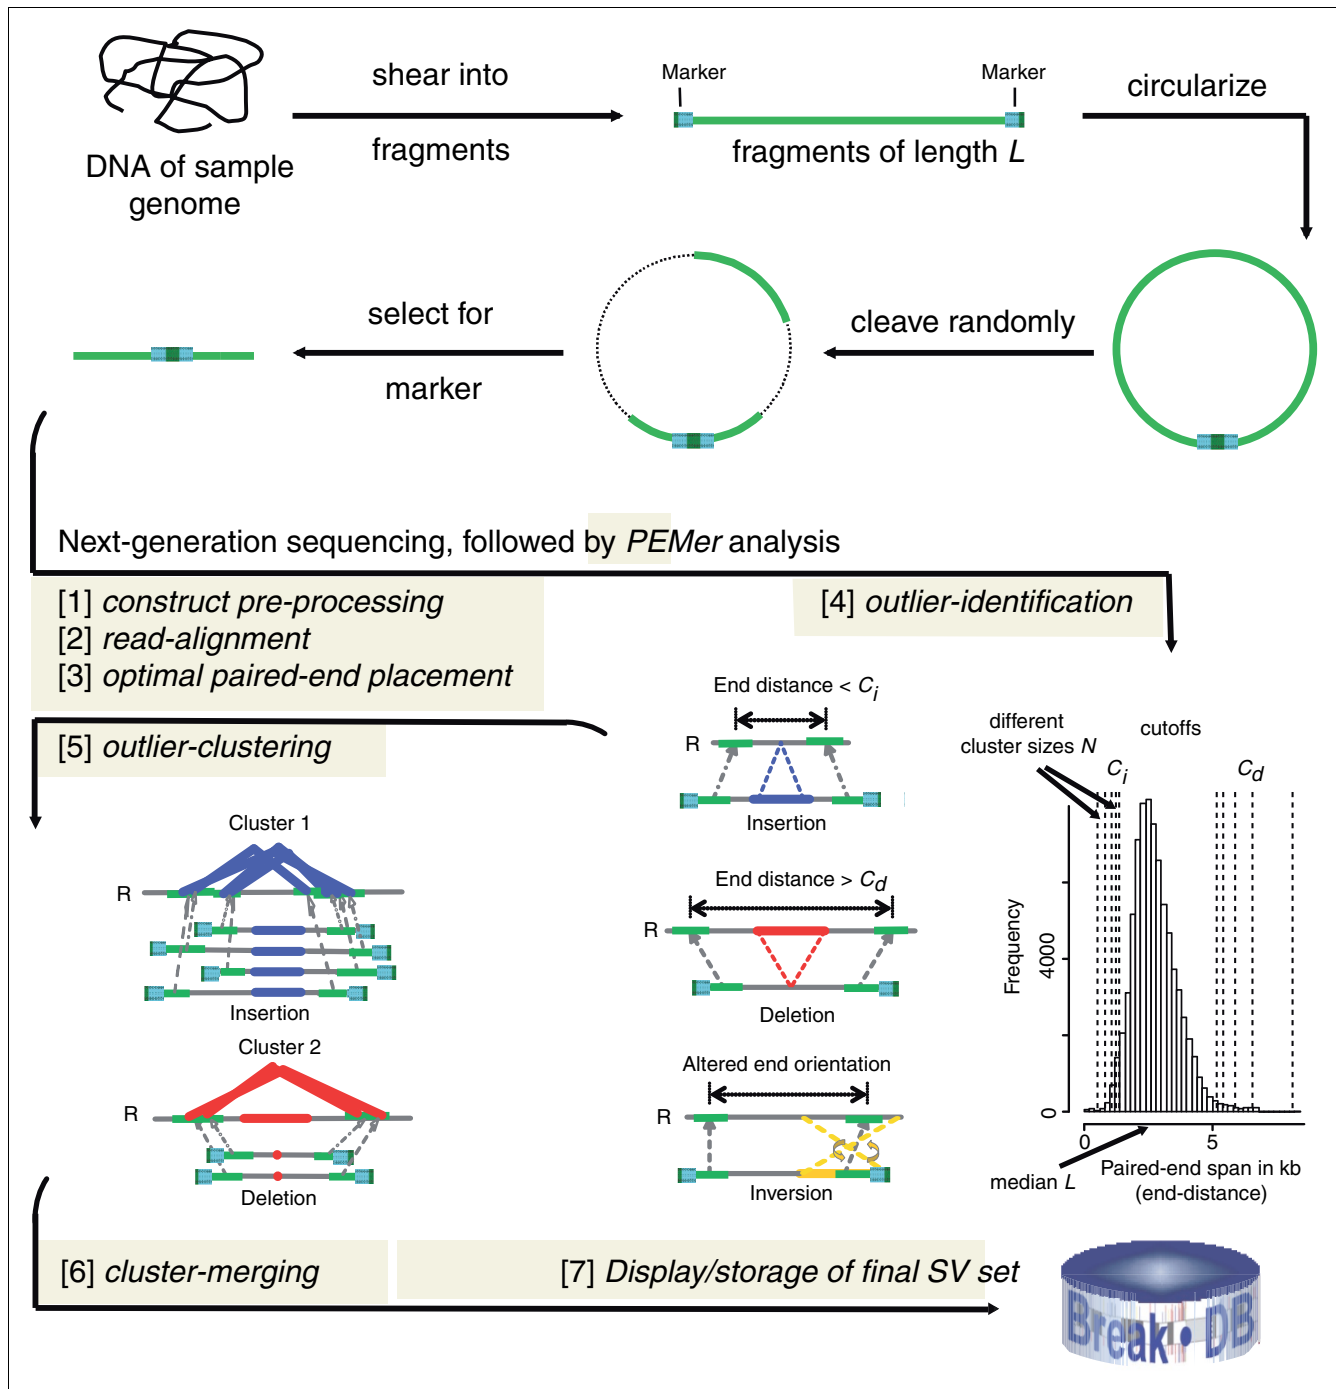 shear into
fragments
Marker
Marker
circularize
DNA of sample
genome
fragments of length L
select for
marker
cleave randomly
Next-generation sequencing, followed by PEMer analysis
[1] construct pre-processing
[2] read-alignment
[3] optimal paired-end placement
[4] outlier-identification
[5] outlier-clustering
End distance < Ci
R
Insertion
End distance > Cd
R
Deletion
Altered end orientation
R
Inversion
different
cluster sizes N
cutoffs
Ci
Cd
Frequency
4000
0
0
5
Paired-end span in kb
(end-distance)
median L
Cluster 1
R
Insertion
Cluster 2
R
Deletion
[6] cluster-merging
[7] Display/storage of final SV set
Break•DB